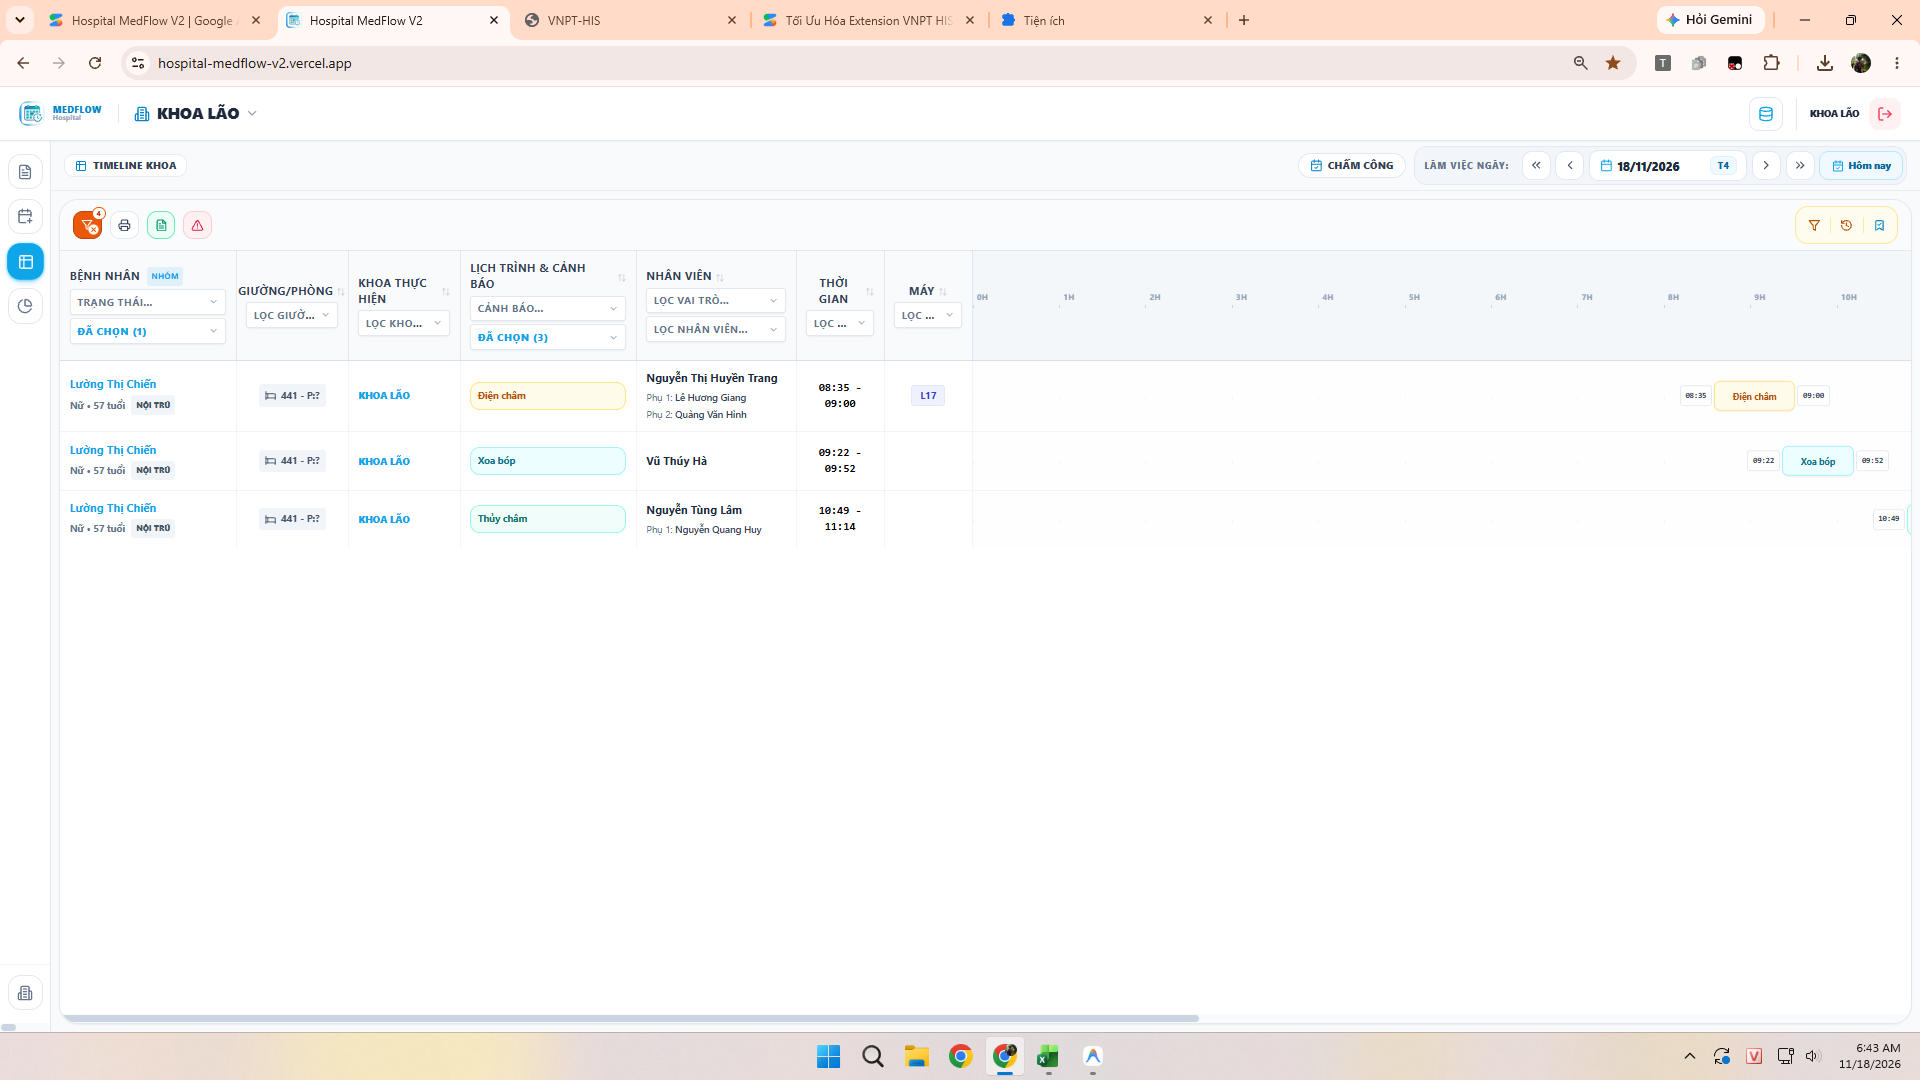 Hospital MedFlow V2 | Google
Hospital MedFlow V2
VNPT-HIS
Tối Ưu Hóa Extension VNPT HIS
Tiện ích
Hỏi Gemini
hospital-medflow-v2.vercel.app
T
MEDFLOW
Hospital
KHOA LÃO
KHOA LÃO
TIMELINE KHOA
CHẤM CÔNG
LÀM VIỆC NGÀY:
18/11/2026
T4
Hôm nay
4
BỆNH NHÂN
NHÓM
TRẠNG THÁI...
ĐÃ CHỌN (1)
GIƯỜNG/PHÒNG
LỌC GIƯỜ...
KHOA THỰC
HIỆN
LỌC KHO...
LỊCH TRÌNH & CẢNH
BÁO
CẢNH BÁO...
ĐÃ CHỌN (3)
NHÂN VIÊN
LỌC VAI TRÒ...
LỌC NHÂN VIÊN...
THỜI
GIAN
LỌC ...
MÁY
LỌC ...
0H 1H 2H 3H 4H 5H 6H 7H 8H 9H 10H
Lường Thị Chiến
Nữ • 57 tuổi NỘI TRÚ
441 - P:?
KHOA LÃO
Điện châm
Nguyễn Thị Huyền Trang
Phụ 1: Lê Hương Giang
Phụ 2: Quàng Văn Hình
08:35 -
09:00
L17
08:35 Điện châm 09:00
Lường Thị Chiến
Nữ • 57 tuổi NỘI TRÚ
441 - P:?
KHOA LÃO
Xoa bóp
Vũ Thúy Hà
09:22 -
09:52
09:22 Xoa bóp 09:52
Lường Thị Chiến
Nữ • 57 tuổi NỘI TRÚ
441 - P:?
KHOA LÃO
Thủy châm
Nguyễn Tùng Lâm
Phụ 1: Nguyễn Quang Huy
10:49 -
11:14
10:49
6:43 AM
11/18/2026